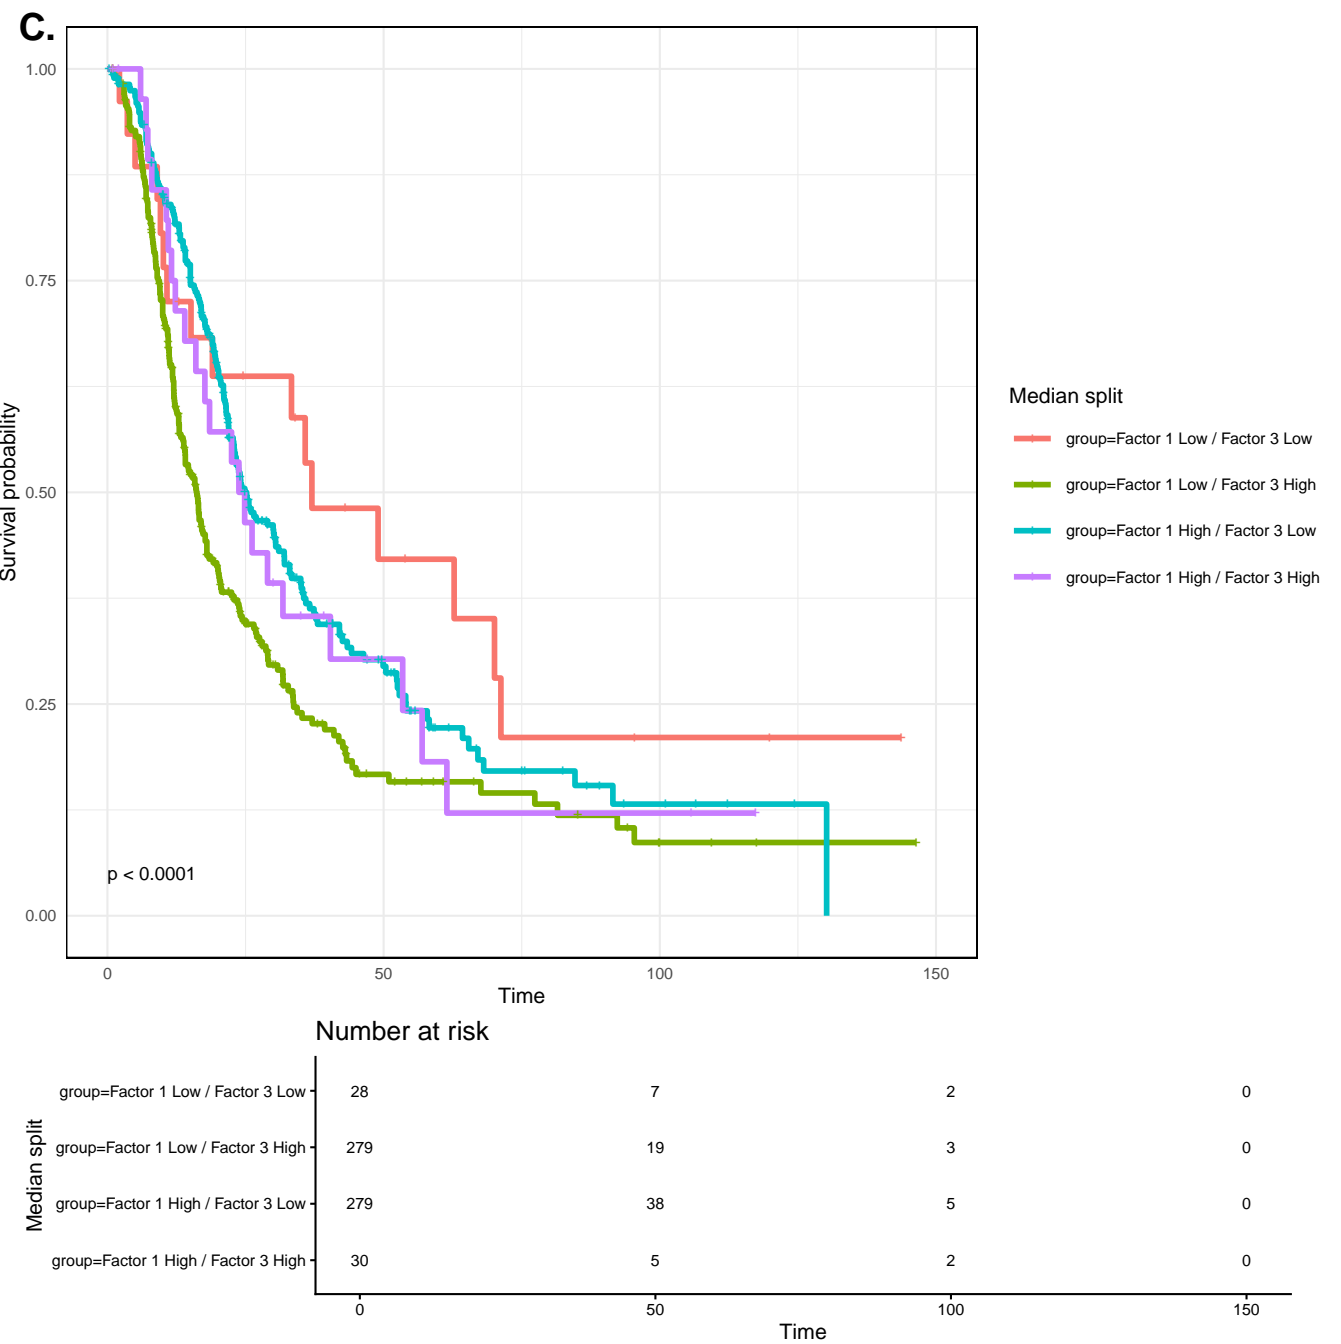 C.
1.00
0.75
0.50
0.25
0.00
Survival probability
p < 0.0001
0 50 100 150
Time
Median split
group=Factor 1 Low / Factor 3 Low
group=Factor 1 Low / Factor 3 High
group=Factor 1 High / Factor 3 Low
group=Factor 1 High / Factor 3 High
Number at risk
Median split
group=Factor 1 Low / Factor 3 Low 28 7 2 0
group=Factor 1 Low / Factor 3 High 279 19 3 0
group=Factor 1 High / Factor 3 Low 279 38 5 0
group=Factor 1 High / Factor 3 High 30 5 2 0
0 50 100 150
Time